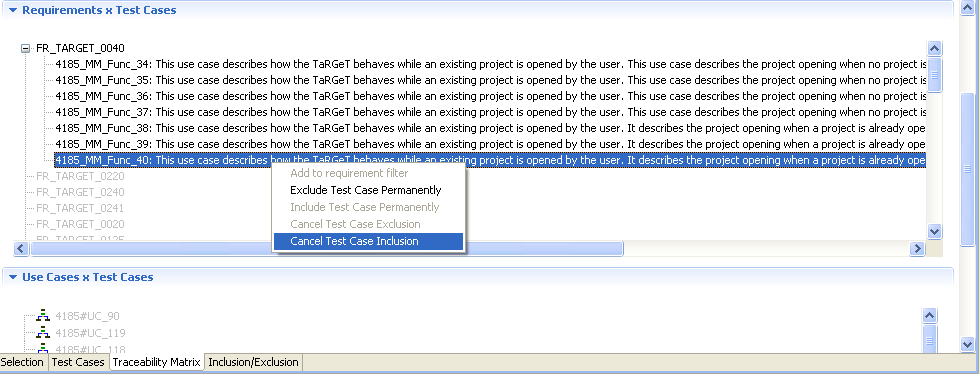 Requirements x Test Cases
FR_TARGET_0040
4185_MM_Func_34: This use case describes how the TaRGeT behaves while an existing project is opened by the user. This use case describes the project opening when no project is
4185_MM_Func_35: This use case describes how the TaRGeT behaves while an existing project is opened by the user. This use case describes the project opening when no project is
4185_MM_Func_36: This use case describes how the TaRGeT behaves while an existing project is opened by the user. This use case describes the project opening when no project is
4185_MM_Func_37: This use case describes how the TaRGeT behaves while an existing project is opened by the user. This use case describes the project opening when no project is
4185_MM_Func_38: This use case describes how the TaRGeT behaves while an existing project is opened by the user. It describes the project opening when a project is already ope
4185_MM_Func_39: This use case describes how the TaRGeT behaves while an existing project is opened by the user. It describes the project opening when a project is already ope
4185_MM_Func_40: This use case describes how the TaRGeT behaves while an existing project is opened by the user. It describes the project opening when a project is already ope
FR_TARGET_0220
FR_TARGET_0240
FR_TARGET_0241
FR_TARGET_0020
FR_TARGET_0125
Add to requirement filter
Exclude Test Case Permanently
Include Test Case Permanently
Cancel Test Case Exclusion
Cancel Test Case Inclusion
Use Cases x Test Cases
4185#UC_90
4185#UC_119
4185#UC_118
Selection Test Cases Traceability Matrix Inclusion/Exclusion